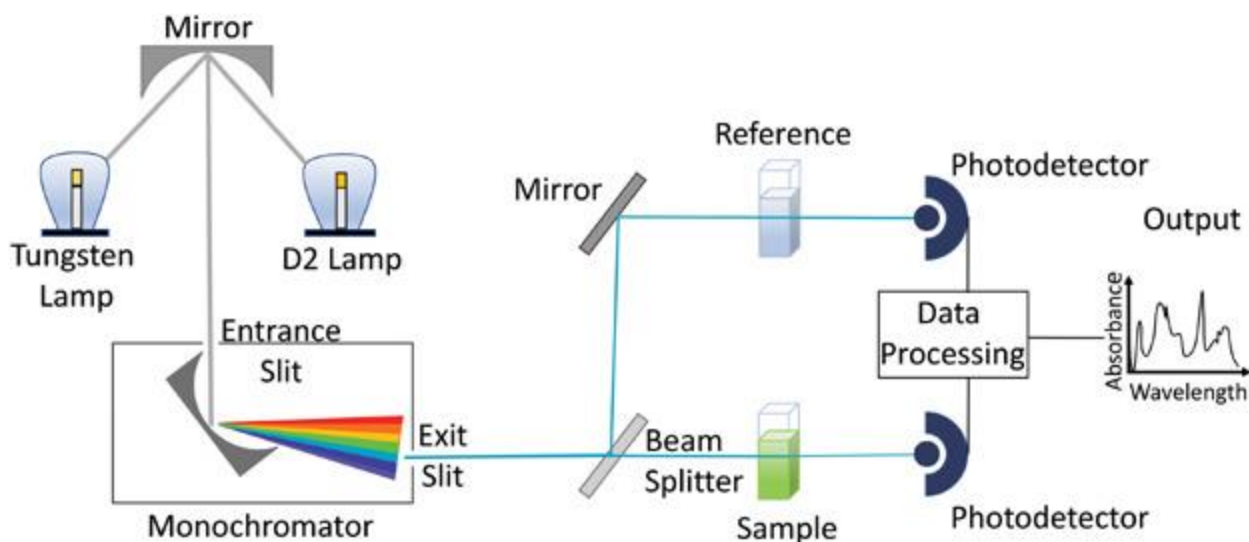 Mirror
Tungsten
Lamp
D2 Lamp
Entrance
Slit
Exit
Slit
Monochromator
Mirror
Reference
Photodetector
Beam
Splitter
Sample
Photodetector
Data
Processing
Output
Absorbance
Wavelength